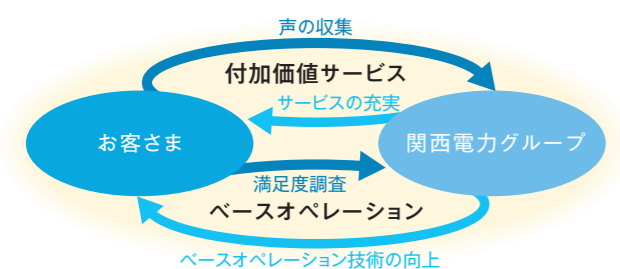 声の収集
付加価値サービス
サービスの充実
お客さま
関西電力グループ
満足度調査
ベースオペレーション
ベースオペレーション技術の向上